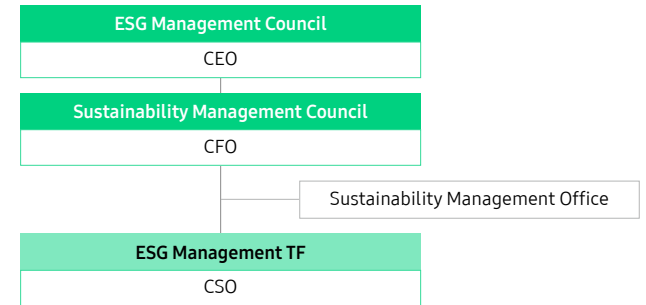 ESG Management Council
CEO
Sustainability Management Council
CFO
Sustainability Management Office
ESG Management TF
CSO